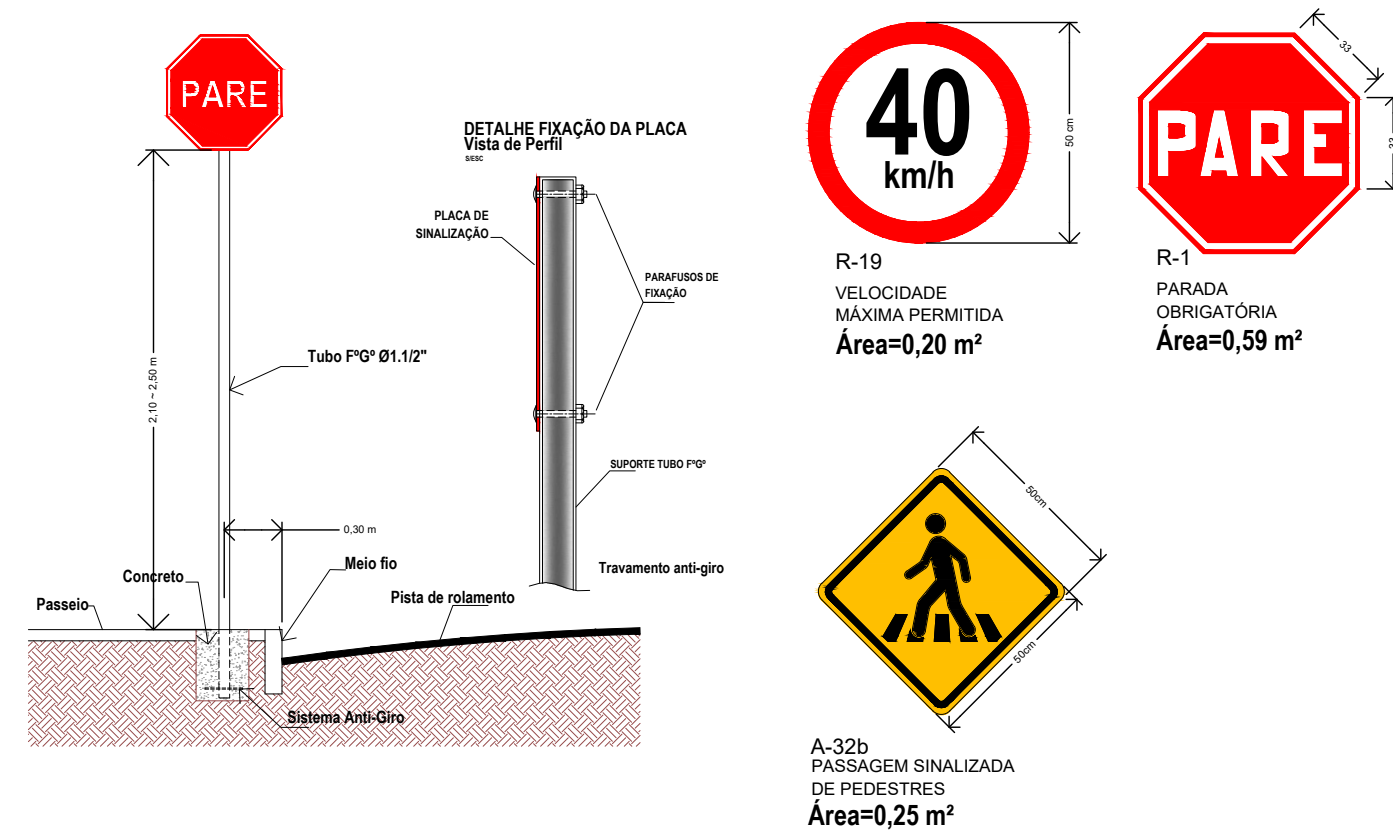 PARE
2,10 ~ 2,50 m
Tubo FºGº Ø1.1/2"
0,30 m
Meio fio
Concreto
Passeio
Pista de rolamento
Sistema Anti-Giro
DETALHE FIXAÇÃO DA PLACA
Vista de Perfil
S/ESC
PLACA DE
SINALIZAÇÃO
PARAFUSOS DE
FIXAÇÃO
SUPORTE TUBO FºGº
Travamento anti-giro
40
km/h
50 cm
R-19
VELOCIDADE
MÁXIMA PERMITIDA
Área=0,20 m²
PARE
33
33
R-1
PARADA
OBRIGATÓRIA
Área=0,59 m²
50cm
50cm
A-32b
PASSAGEM SINALIZADA
DE PEDESTRES
Área=0,25 m²